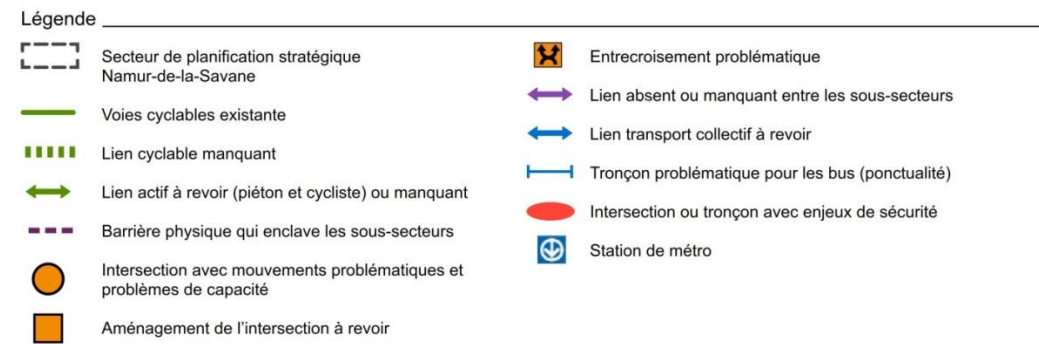 Légende
Secteur de planification stratégique
Namur-de-la-Savane
Voies cyclables existante
Lien cyclable manquant
Lien actif à revoir (piéton et cycliste) ou manquant
Barrière physique qui enclave les sous-secteurs
Intersection avec mouvements problématiques et
problèmes de capacité
Aménagement de l'intersection à revoir
Entrecroisement problématique
Lien absent ou manquant entre les sous-secteurs
Lien transport collectif à revoir
Tronçon problématique pour les bus (ponctualité)
Intersection ou tronçon avec enjeux de sécurité
Station de métro